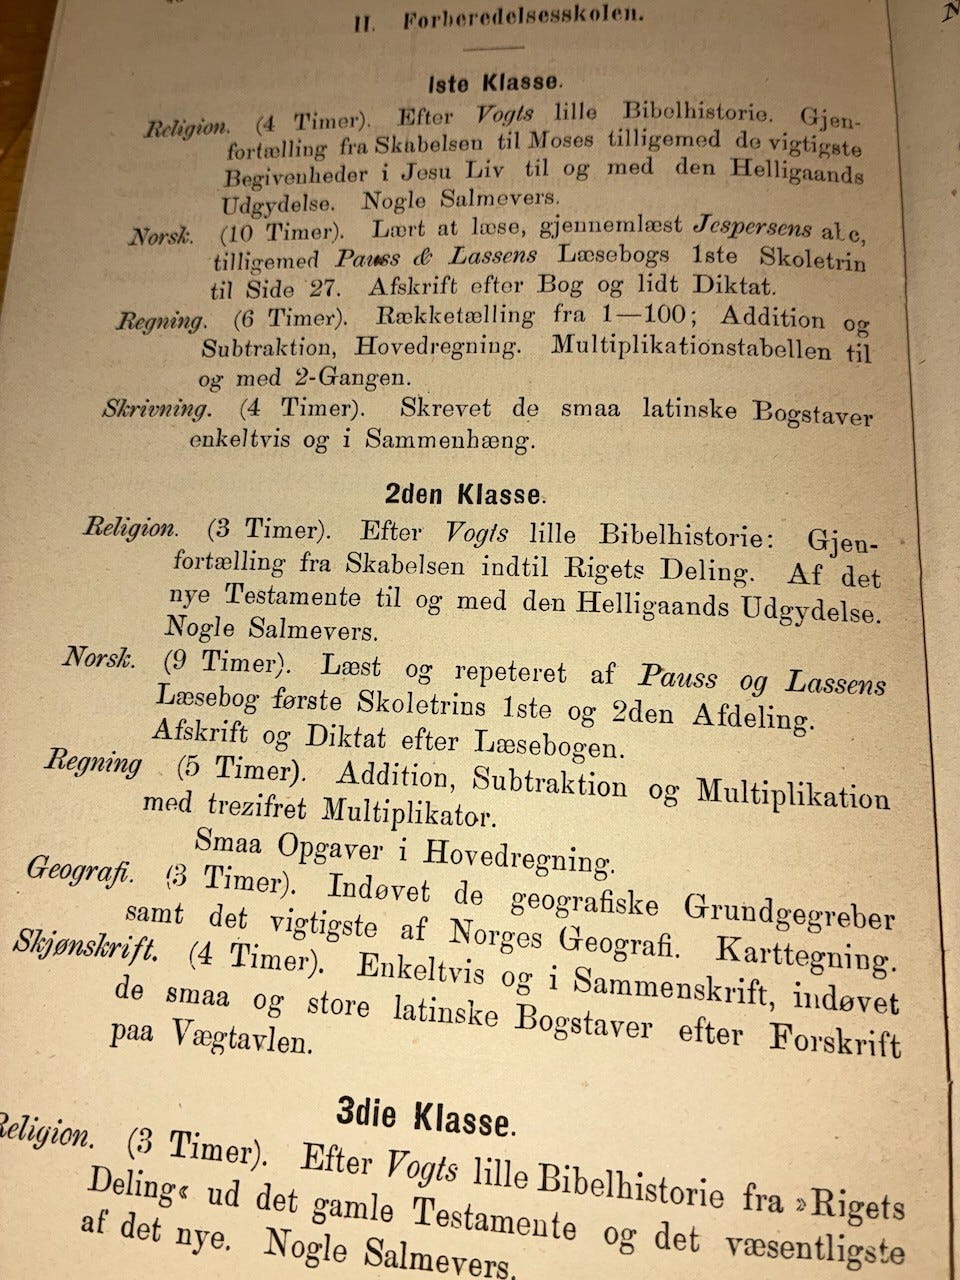 II. Forberedelsesskolen.
1ste Klasse.
Religion. (4 Timer). Efter Vogts lille Bibelhistorie. Gjen-
fortælling fra Skabelsen til Moses tilligemed de vigtigste
Begivenheder i Jesu Liv til og med den Helligaands
Udgydelse. Nogle Salmevers.
Norsk. (10 Timer). Lært at læse, gjennemlæst Jespersens abc,
tilligemed Pauss & Lassens Læsebogs 1ste Skoletrin
til Side 27. Afskrift efter Bog og lidt Diktat.
Regning. (6 Timer). Rækketælling fra 1—100; Addition og
Subtraktion, Hovedregning. Multiplikationstabellen til
og med 2-Gangen.
Skrivning. (4 Timer). Skrevet de smaa latinske Bogstaver
enkeltvis og i Sammenhæng.
2den Klasse.
Religion. (3 Timer). Efter Vogts lille Bibelhistorie: Gjen-
fortælling fra Skabelsen indtil Rigets Deling. Af det
nye Testamente til og med den Helligaands Udgydelse.
Nogle Salmevers.
Norsk. (9 Timer). Læst og repeteret af Pauss og Lassens
Læsebog første Skoletrins 1ste og 2den Afdeling.
Afskrift og Diktat efter Læsebogen.
Regning (5 Timer). Addition, Subtraktion og Multiplikation
med trezifret Multiplikator.
Smaa Opgaver i Hovedregning.
Geografi. (3 Timer). Indøvet de geografiske Grundgegreber
samt det vigtigste af Norges Geografi. Karttegning.
Skjønskrift. (4 Timer). Enkeltvis og i Sammenskrift, indøvet
de smaa og store latinske Bogstaver efter Forskrift
paa Vægtavlen.
3die Klasse.
Religion. (3 Timer). Efter Vogts lille Bibelhistorie fra »Rigets
Deling« ud det gamle Testamente og det væsentligste
af det nye. Nogle Salmevers.